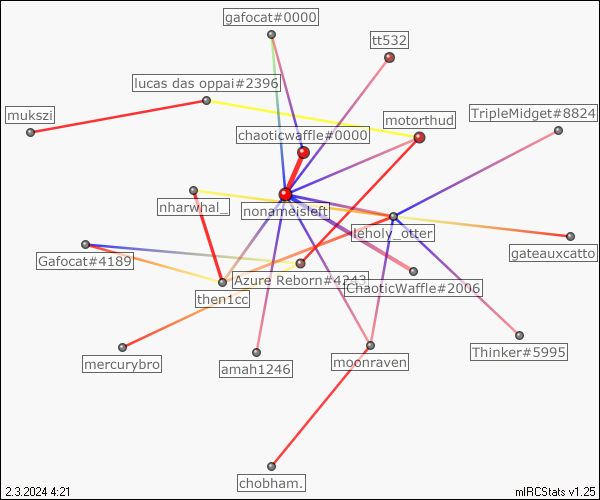 gafocat#0000
tt532
lucas das oppai#2396
mukszi
TripleMidget#8824
motorthud
chaoticwaffle#0000
nharwhal_
nonameisleft
leholy_otter
gateauxcatto
Gafocat#4189
Azure Reborn#4243
ChaoticWaffle#2006
then1cc
mercurybro
amah1246
moonraven
Thinker#5995
chobham.
2.3.2024 4:21
mIRCStats v1.25